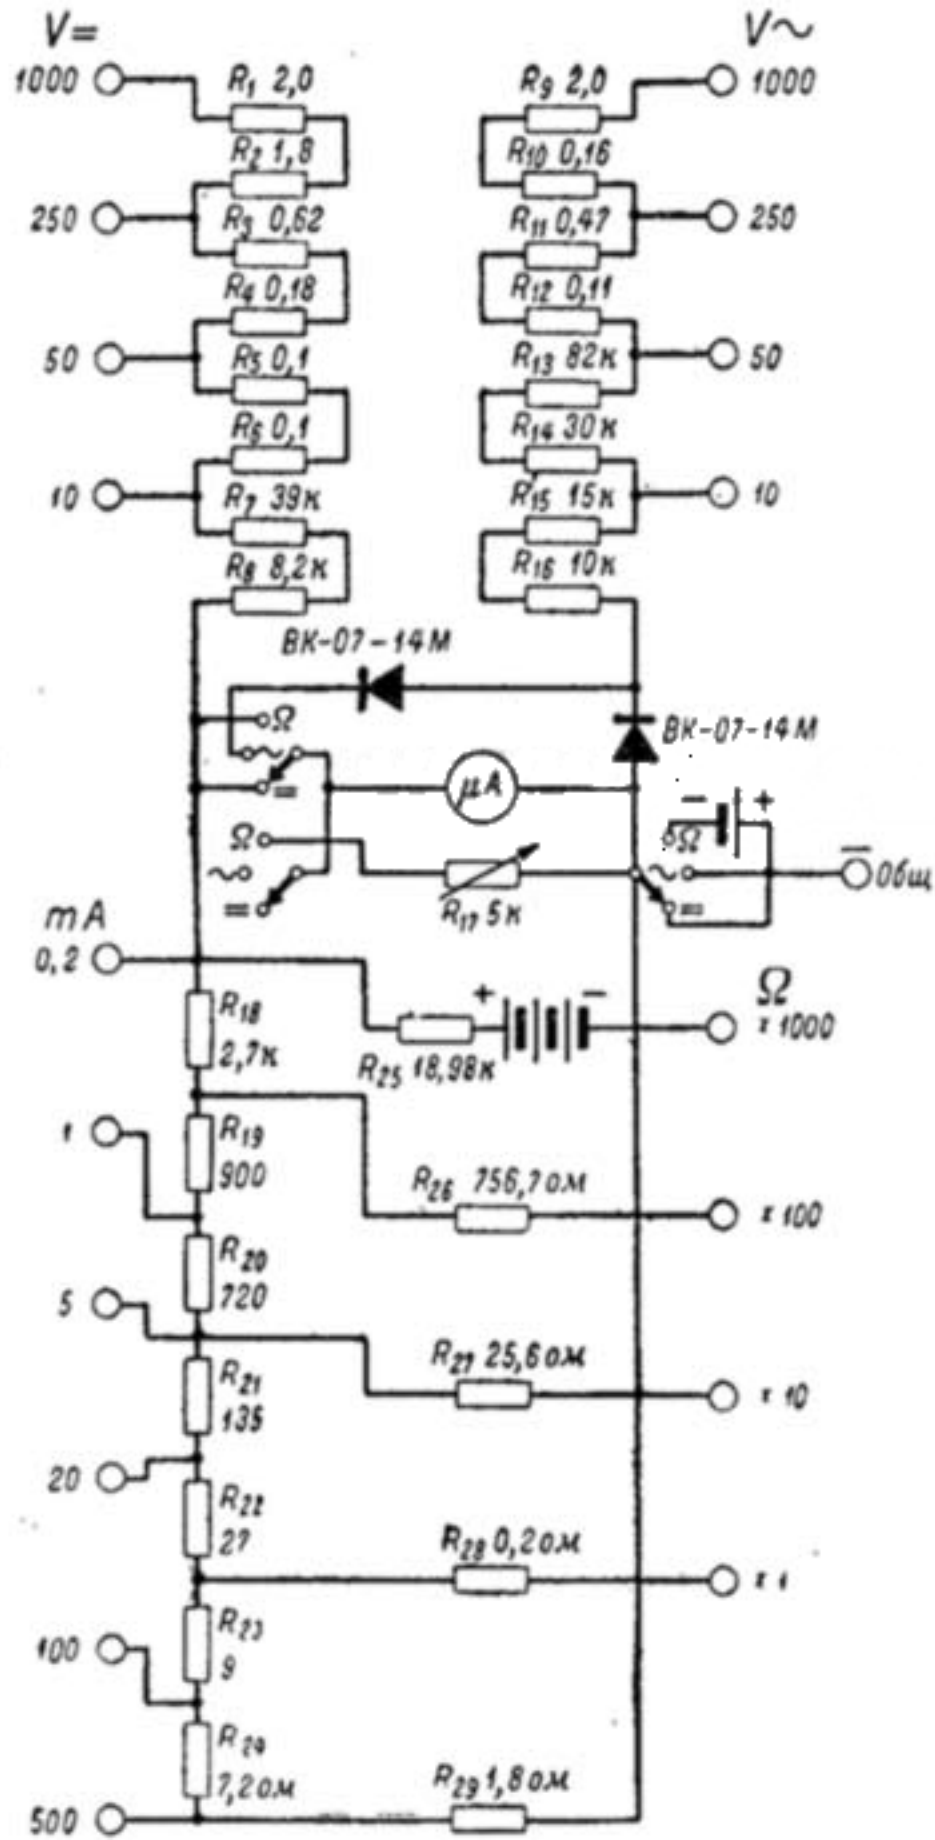 V= V~
1000 R1 2,0 R9 2,0 1000
R2 1,8 R10 0,16
250 R3 0,62 R11 0,47 250
R4 0,18 R12 0,11
50 R5 0,1 R13 82к 50
R6 0,1 R14 30к
10 R7 39к R15 15к 10
R8 8,2к R16 10к
ВК-07-14М
Ω ВК-07-14М
~
= μA - +
Ω Ω
~ ~ - Общ
= R17 5к =
mA
0,2 Ω
R18 + - × 1000
2,7к R25 18,98к
1 R19
900 R26 756,7 ом × 100
R20
5 720
R27 25,6 ом
R21 × 10
135
20 R22
27 R28 0,2 ом
× 1
R23
100 9
R24
7,2 ом R29 1,8 ом
500